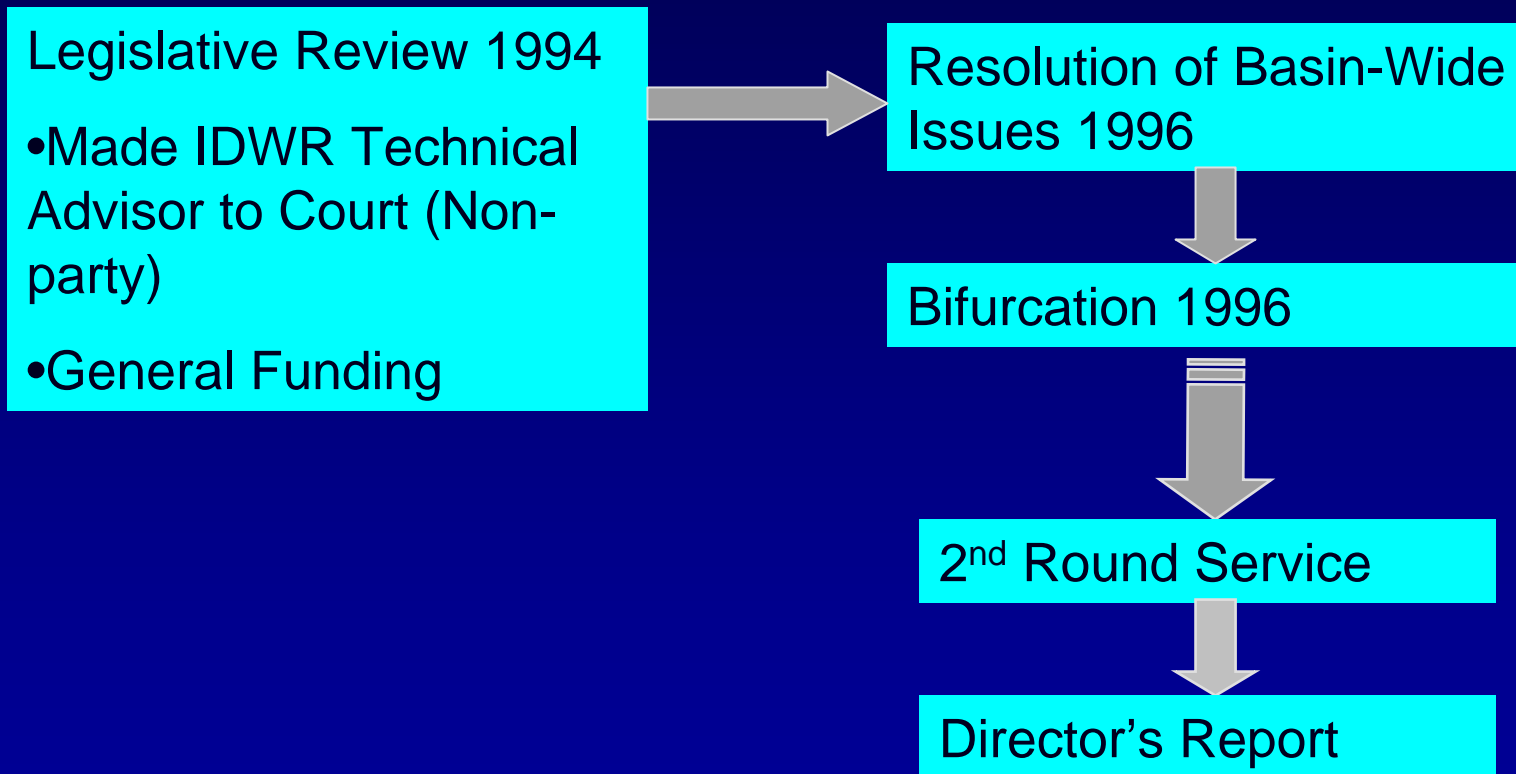 Legislative Review 1994
•Made IDWR Technical
Advisor to Court (Non-
party)
•General Funding
Resolution of Basin-Wide
Issues 1996
Bifurcation 1996
2nd Round Service
Director’s Report